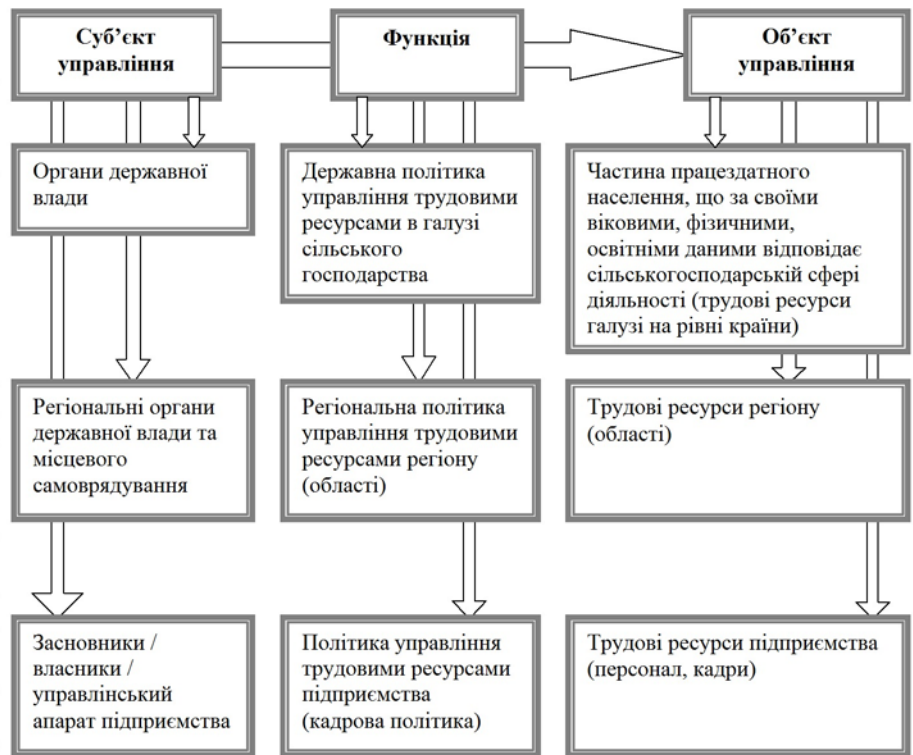 Суб’єкт
управління
Функція
Об’єкт
управління
Органи державної
влади
Державна політика
управління трудовими
ресурсами в галузі
сільського
господарства
Частина працездатного
населення, що за своїми
віковими, фізичними,
освітніми даними відповідає
сільськогосподарській сфері
діяльності (трудові ресурси
галузі на рівні країни)
Регіональні органи
державної влади та
місцевого
самоврядування
Регіональна політика
управління трудовими
ресурсами регіону
(області)
Трудові ресурси регіону
(області)
Засновники /
власники /
управлінський
апарат підприємства
Політика управління
трудовими ресурсами
підприємства
(кадрова політика)
Трудові ресурси підприємства
(персонал, кадри)